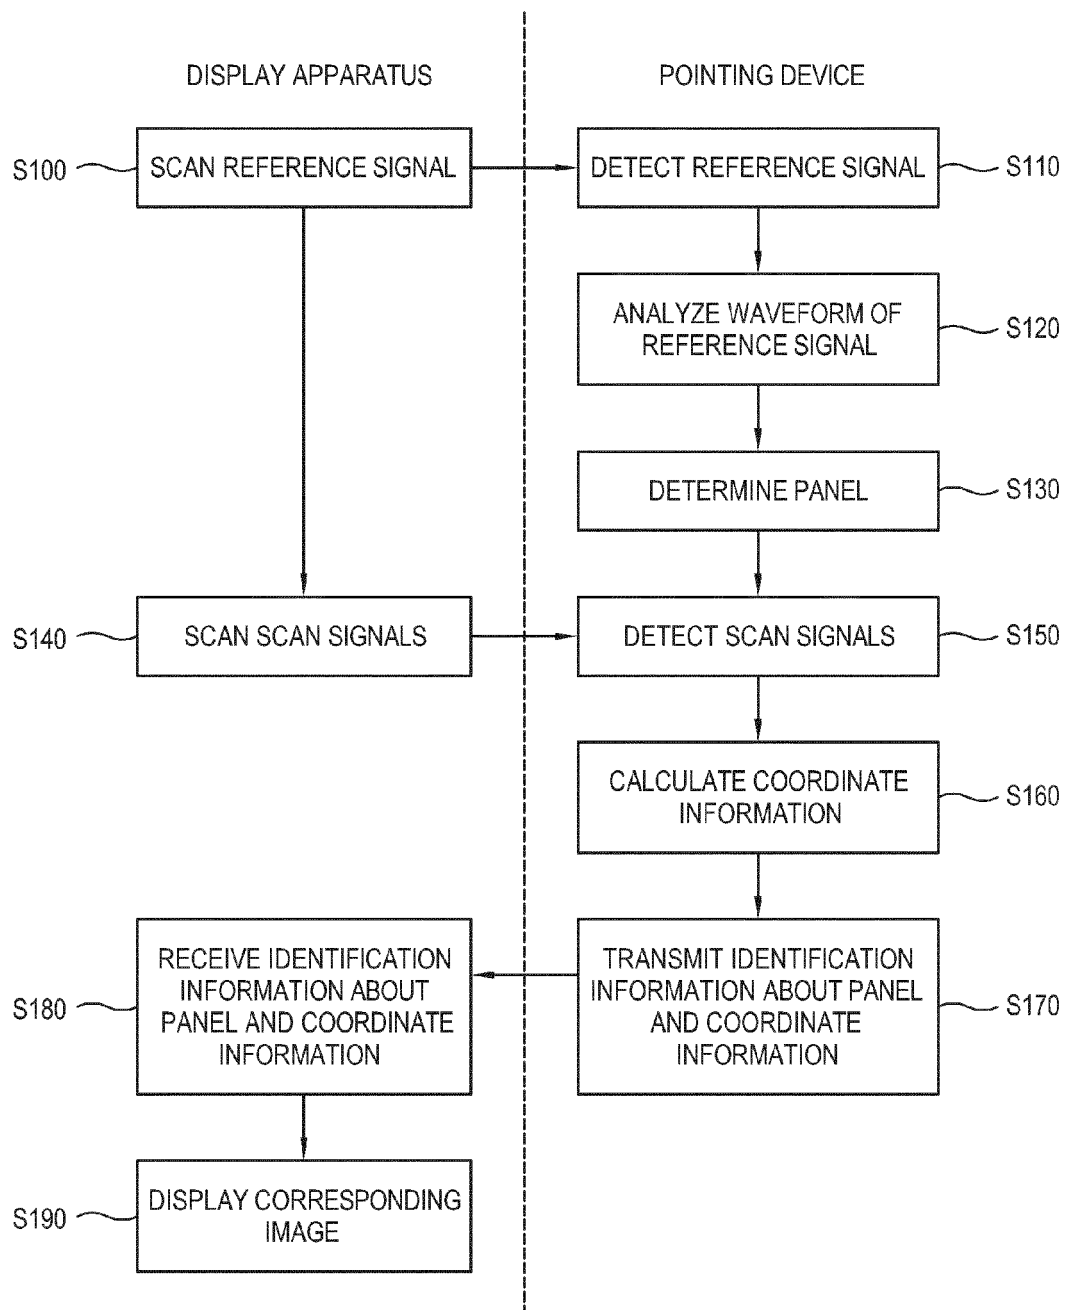 DISPLAY APPARATUS
POINTING DEVICE
S100
SCAN REFERENCE SIGNAL
DETECT REFERENCE SIGNAL
S110
ANALYZE WAVEFORM OF
REFERENCE SIGNAL
S120
DETERMINE PANEL
S130
S140
SCAN SCAN SIGNALS
DETECT SCAN SIGNALS
S150
CALCULATE COORDINATE
INFORMATION
S160
S180
RECEIVE IDENTIFICATION
INFORMATION ABOUT
PANEL AND COORDINATE
INFORMATION
TRANSMIT IDENTIFICATION
INFORMATION ABOUT PANEL
AND COORDINATE
INFORMATION
S170
S190
DISPLAY CORRESPONDING
IMAGE